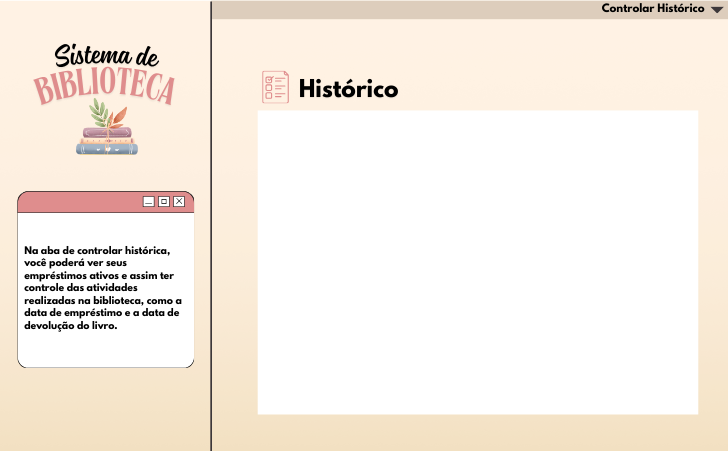 Controlar Histórico
Sistema de
BIBLIOTECA
Histórico
Na aba de controlar histórica,
você poderá ver seus
empréstimos ativos e assim ter
controle das atividades
realizadas na biblioteca, como a
data de empréstimo e a data de
devolução do livro.